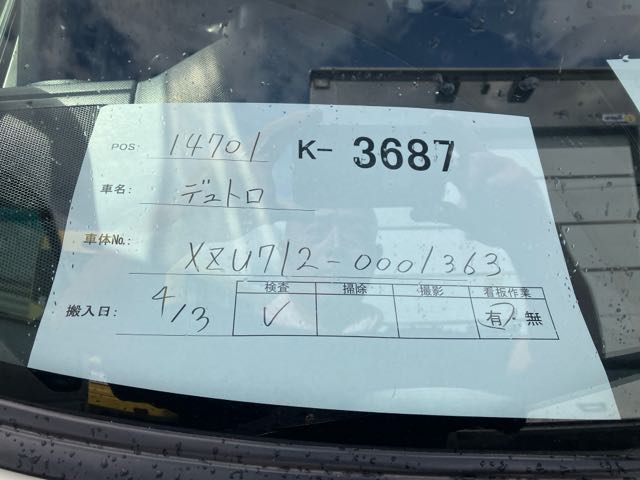 POS: 14701 K- 3687
車名: デュトロ
車体No.: XZU712-0001363
搬入日: 4/3
検査 掃除 撮影 看板作業
✓ 有・無